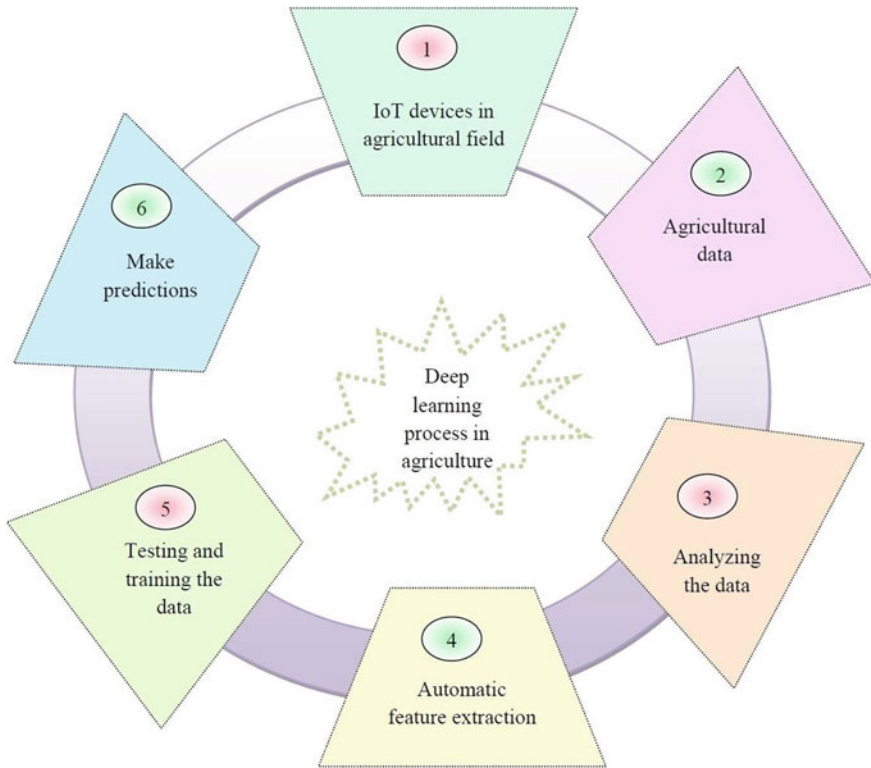 1
IoT devices in
agricultural field
2
Agricultural
data
3
Analyzing
the data
4
Automatic
feature extraction
5
Testing and
training the
data
6
Make
predictions
Deep
learning
process in
agriculture